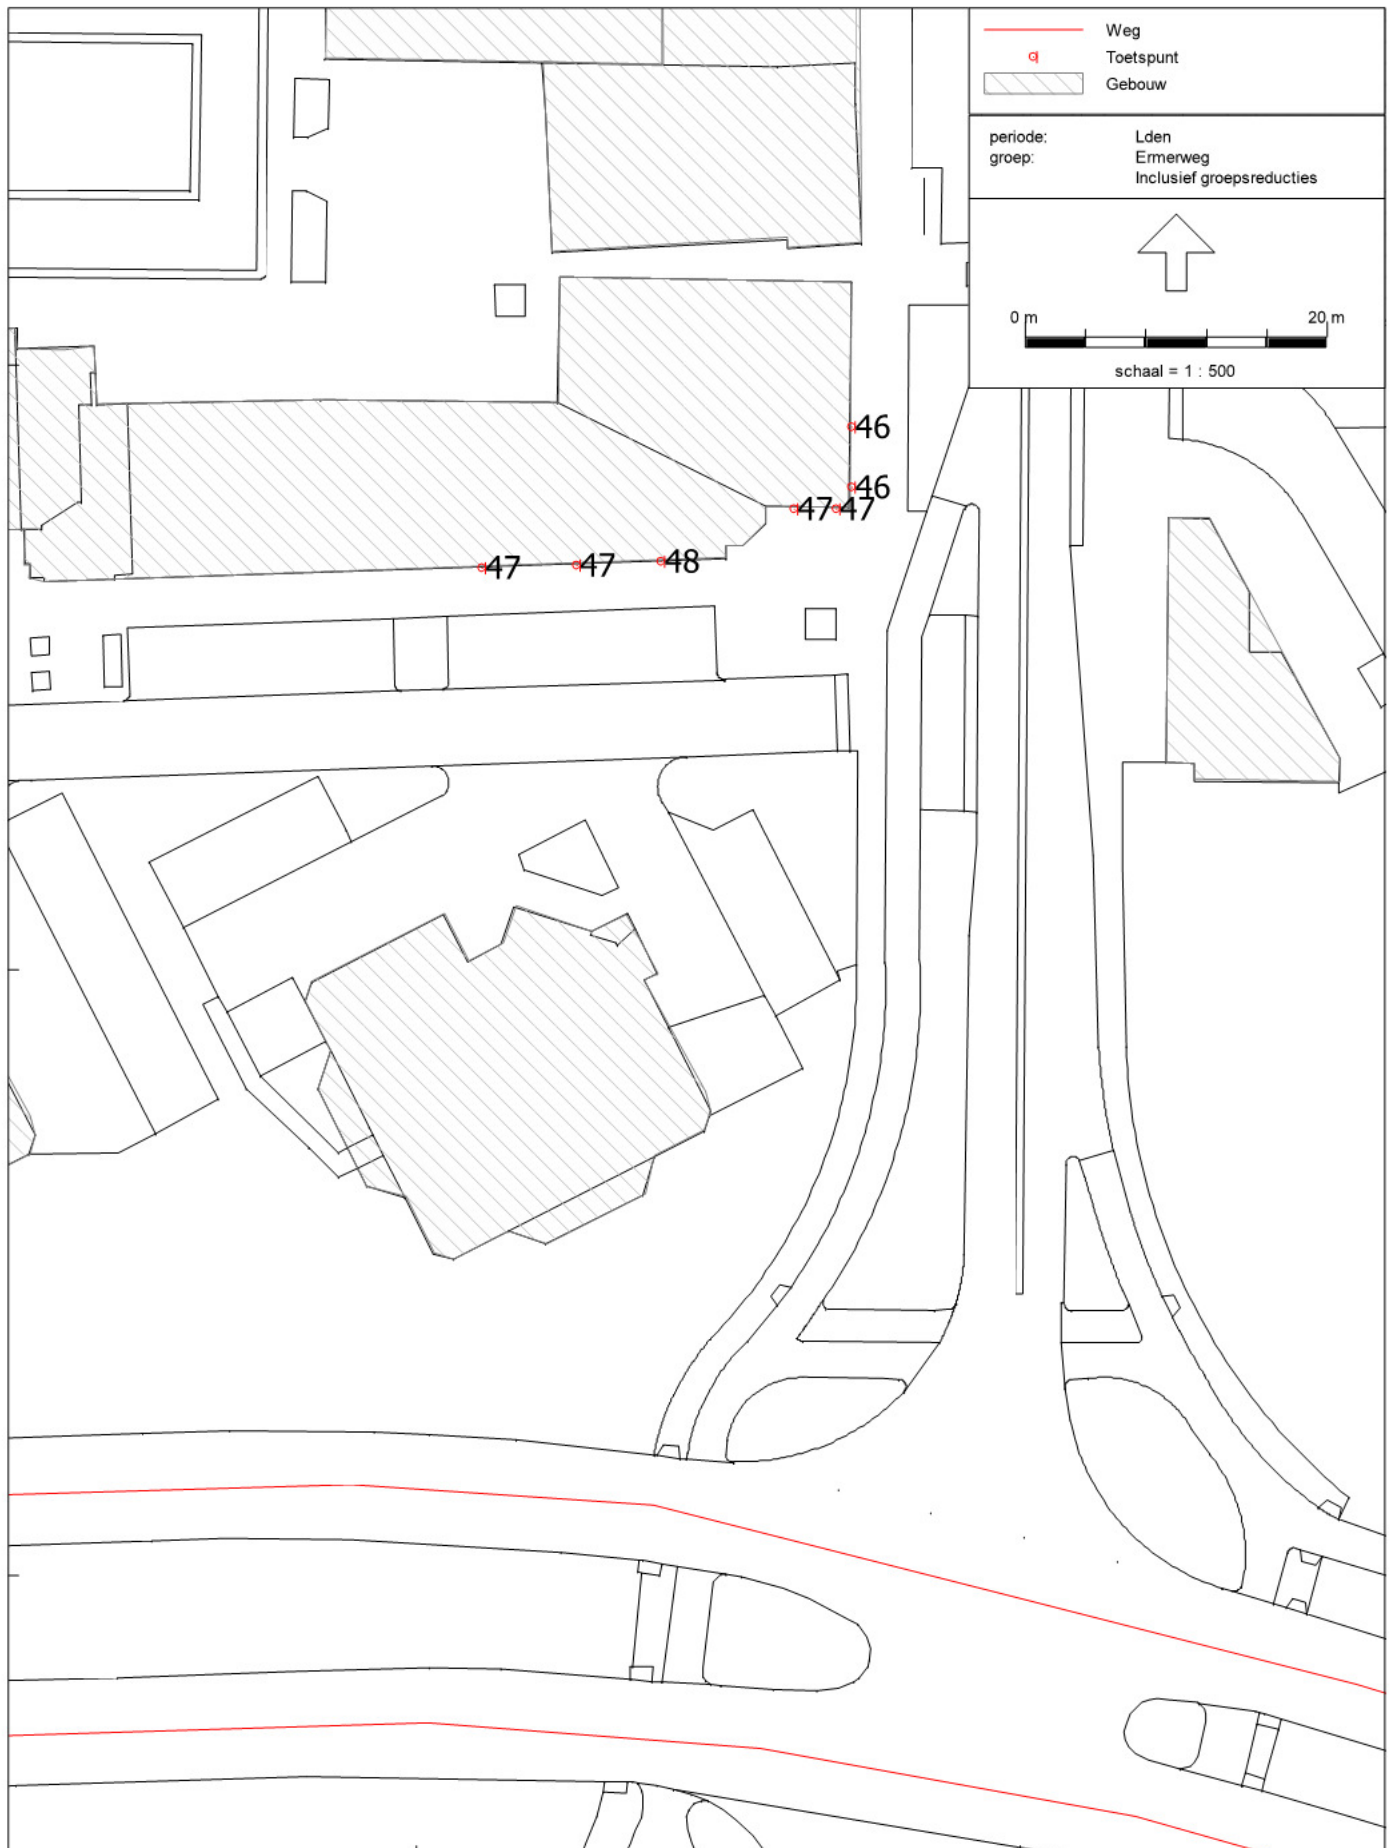 Weg
Toetspunt
Gebouw
periode: Lden
groep: Ermerweg
Inclusief groepsreducties
0 m 20 m
schaal = 1 : 500
46
46
47 47
47 47 48